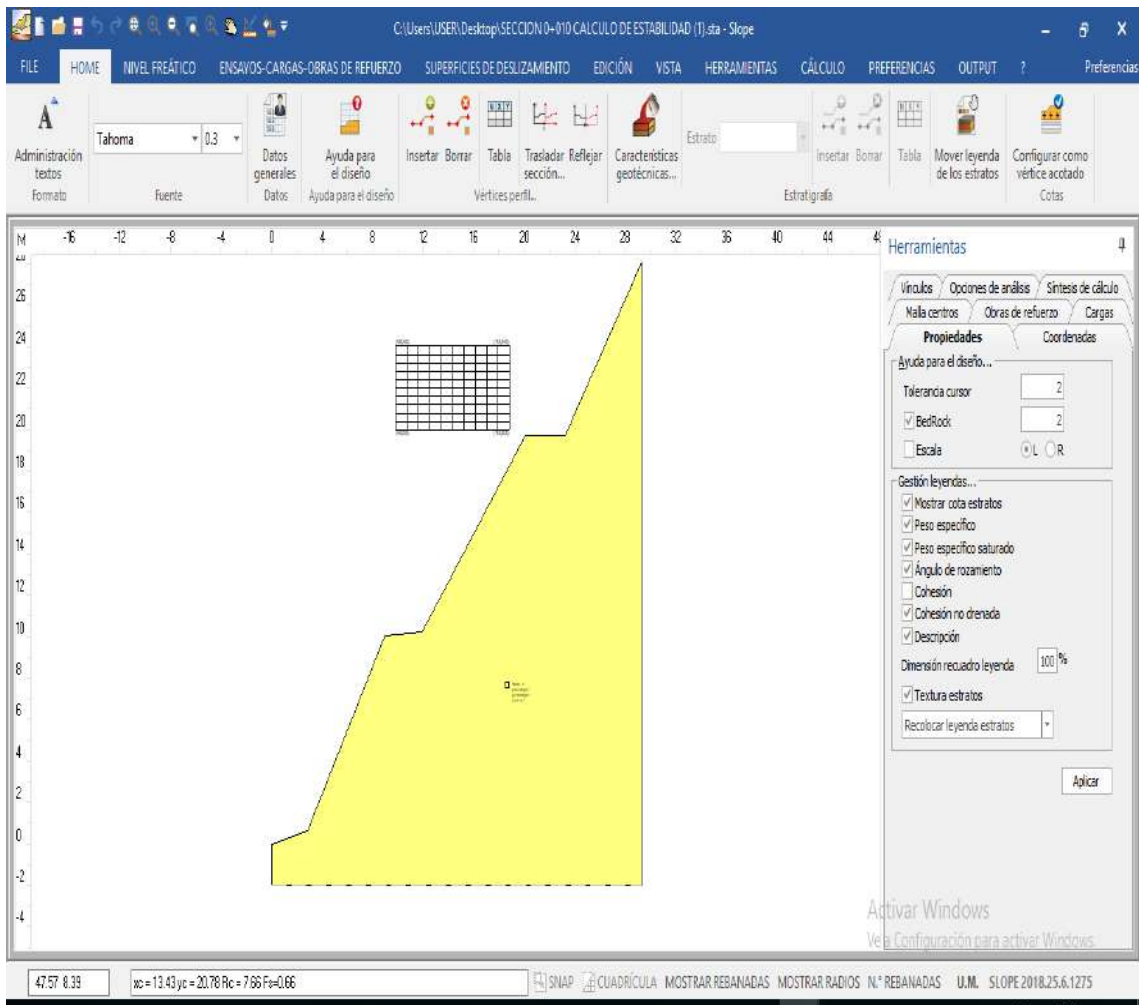 C:\Users\USER\Desktop\SECCION 0+010 CALCULO DE ESTABILIDAD (1).sta - Slope
FILE HOME NIVEL FREÁTICO ENSAYOS-CARGAS-OBRAS DE REFUERZO SUPERFICIES DE DESLIZAMIENTO EDICIÓN VISTA HERRAMIENTAS CÁLCULO PREFERENCIAS OUTPUT ? Preferencias
Tahoma 0.3
Administración textos
Formato
Fuente
Datos generales
Datos
Ayuda para el diseño
Ayuda para el diseño
Insertar Borrar Tabla Trasladar sección... Reflejar
Vértices perfil...
Características geotécnicas...
Estrato
Insertar Borrar Tabla Mover leyenda de los estratos
Estratigrafía
Configurar como vértice acotado
Cotas
M -16 -12 -8 -4 0 4 8 12 16 20 24 28 32 36 40 44
26
24
22
20
18
16
14
12
10
8
6
4
2
0
-2
-4
Herramientas
Vínculos Opciones de análisis Síntesis de cálculo
Malla centros Obras de refuerzo Cargas
Propiedades Coordenadas
Ayuda para el diseño...
Tolerancia cursor 2
BedRock 2
Escala L R
Gestión leyendas...
Mostrar cota estratos
Peso específico
Peso específico saturado
Ángulo de rozamiento
Cohesión
Cohesión no drenada
Descripción
Dimensión recuadro leyenda 100 %
Textura estratos
Recolocar leyenda estratos
Aplicar
Activar Windows
Ve a Configuración para activar Windows.
47.57 8.39 xc = 13.43 yc = 20.78 Rc = 7.66 Fs=0.66 SNAP CUADRÍCULA MOSTRAR REBANADAS MOSTRAR RADIOS N.° REBANADAS U.M. SLOPE 2018.25.6.1275